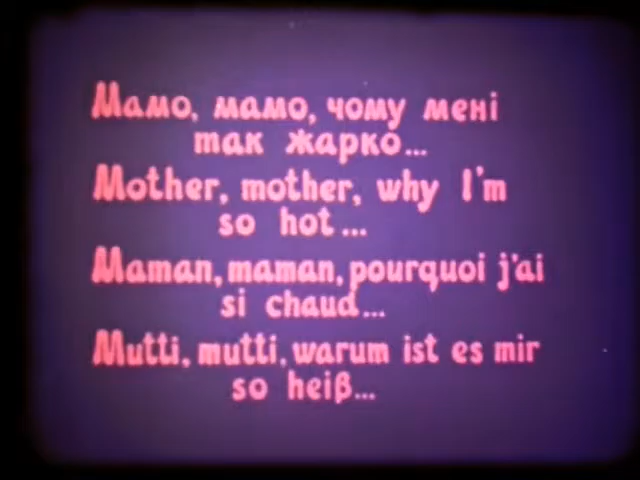 Мамо, мамо, чому мені
так жарко...
Mother, mother, why I'm
so hot...
Maman, maman, pourquoi j'ai
si chaud...
Mutti, mutti, warum ist es mir
so heiß...